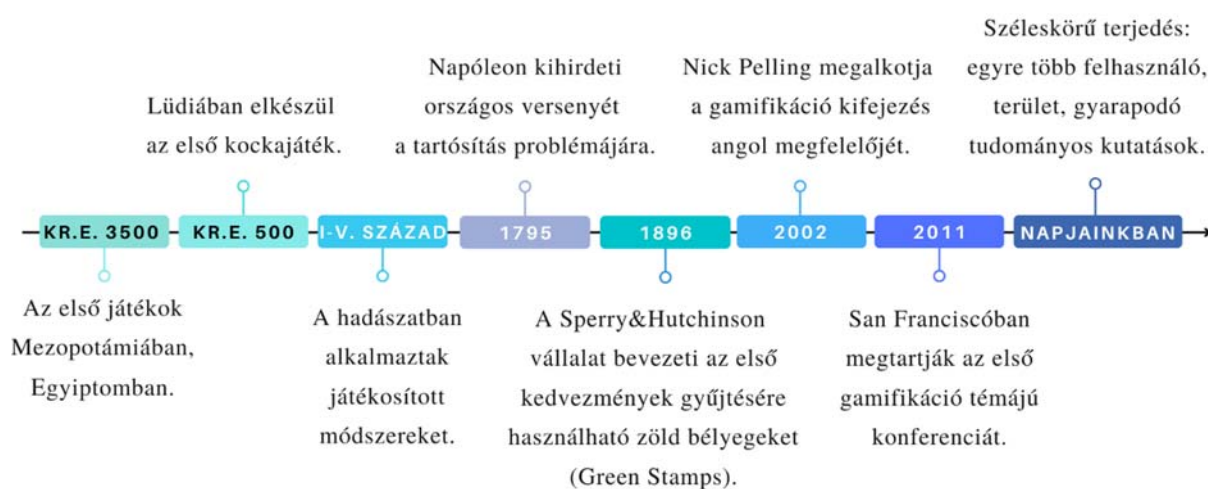 Széleskörű terjedés:
egyre több felhasználó,
terület, gyarapodó
tudományos kutatások.
Napóleon kihirdeti
országos versenyét
a tartósítás problémájára.
Nick Pelling megalkotja
a gamifikáció kifejezés
angol megfelelőjét.
Lüdiában elkészül
az első kockajáték.
KR.E. 3500
KR.E. 500
I-V. SZÁZAD
1795
1896
2002
2011
NAPJAINKBAN
Az első játékok
Mezopotámiában,
Egyiptomban.
A hadászatban
alkalmaztak
játékosított
módszereket.
A Sperry&Hutchinson
vállalat bevezeti az első
kedvezmények gyűjtésére
használható zöld bélyegeket
(Green Stamps).
San Franciscóban
megtartják az első
gamifikáció témájú
konferenciát.